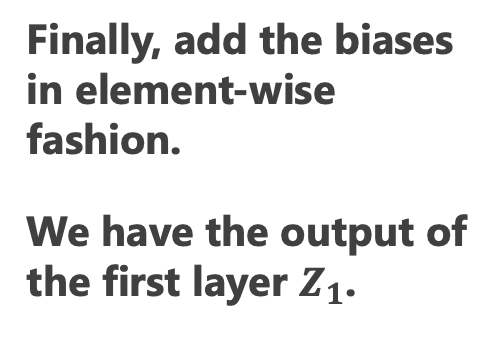 Finally, add the biases
in element-wise
fashion.
We have the output of
the first layer Z₁.